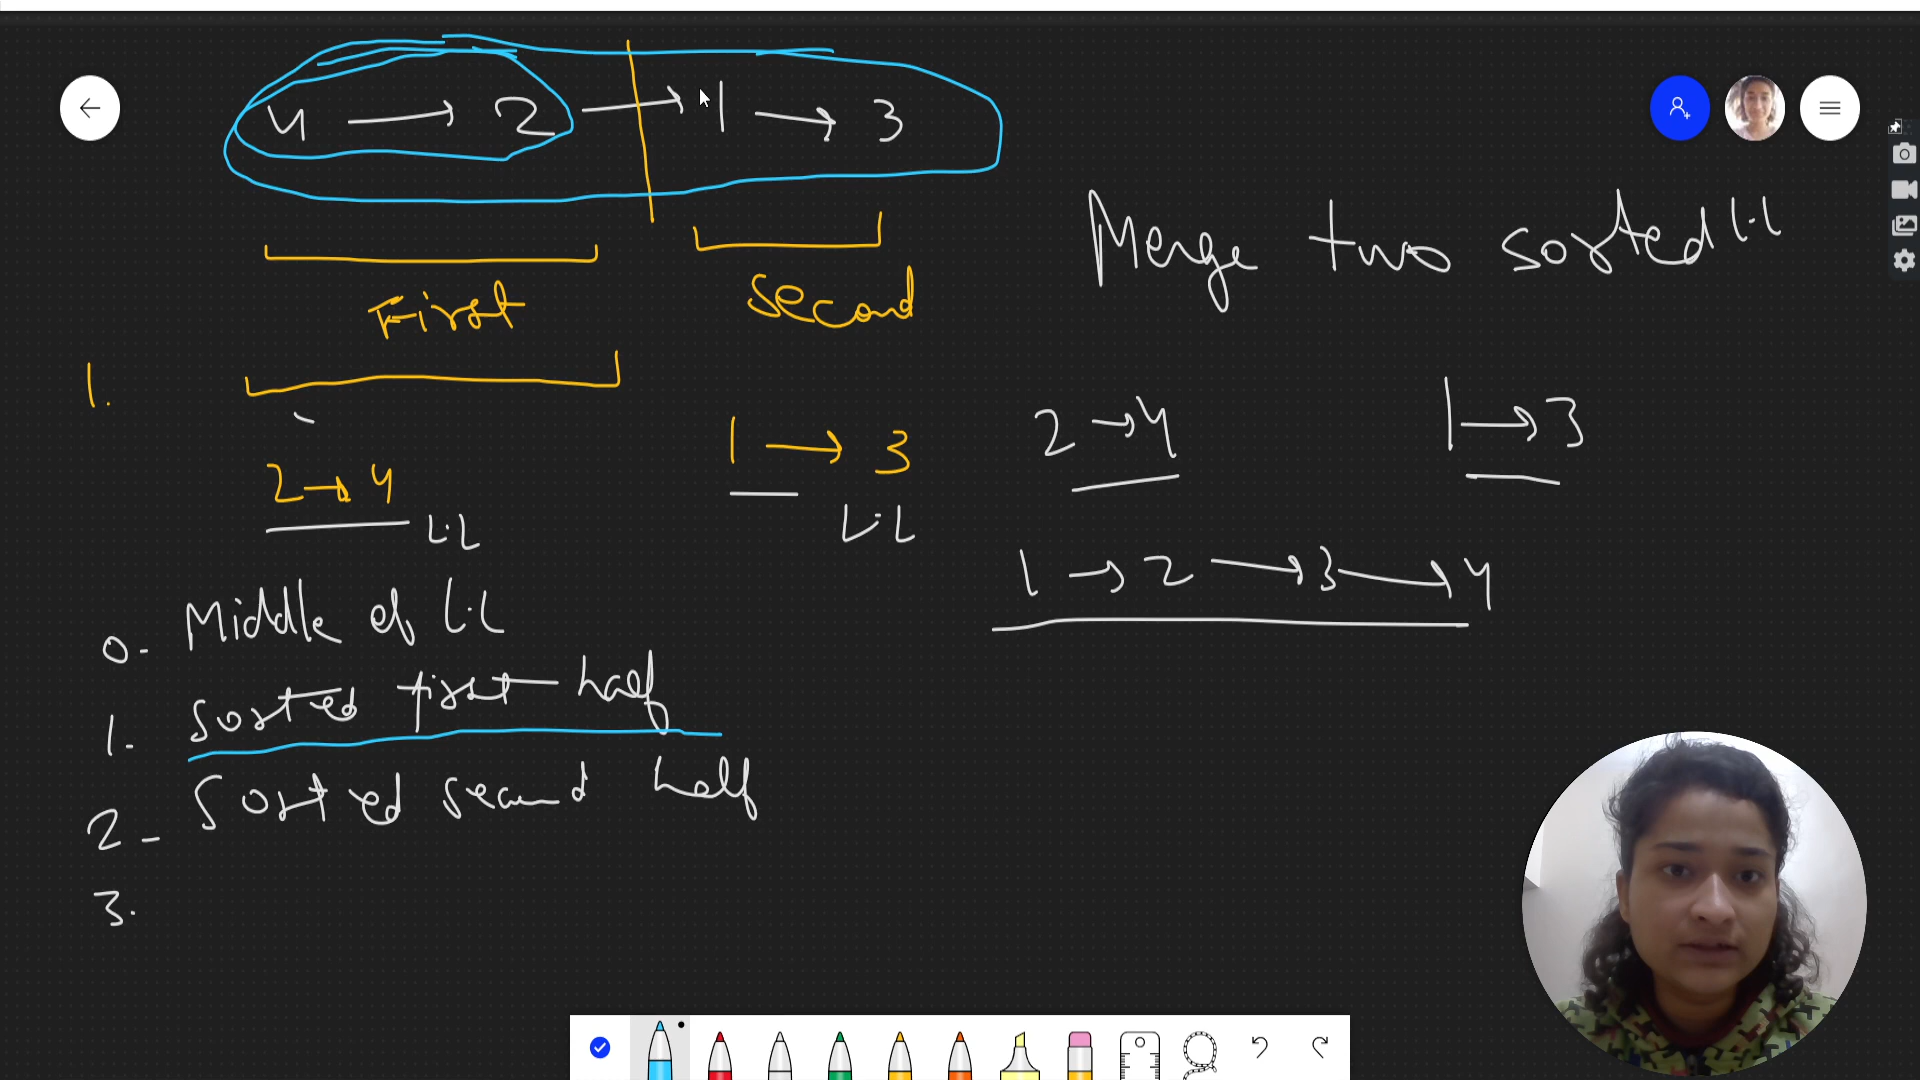 4 → 2 → 1 → 3
First
Second
1.
2 → 4
L.L
1 → 3
L.L
0- Middle of L.L
1- Sorted first half
2- Sorted second half
3.
Merge two sorted L.L
2 → 4
1 → 3
1 → 2 → 3 → 4